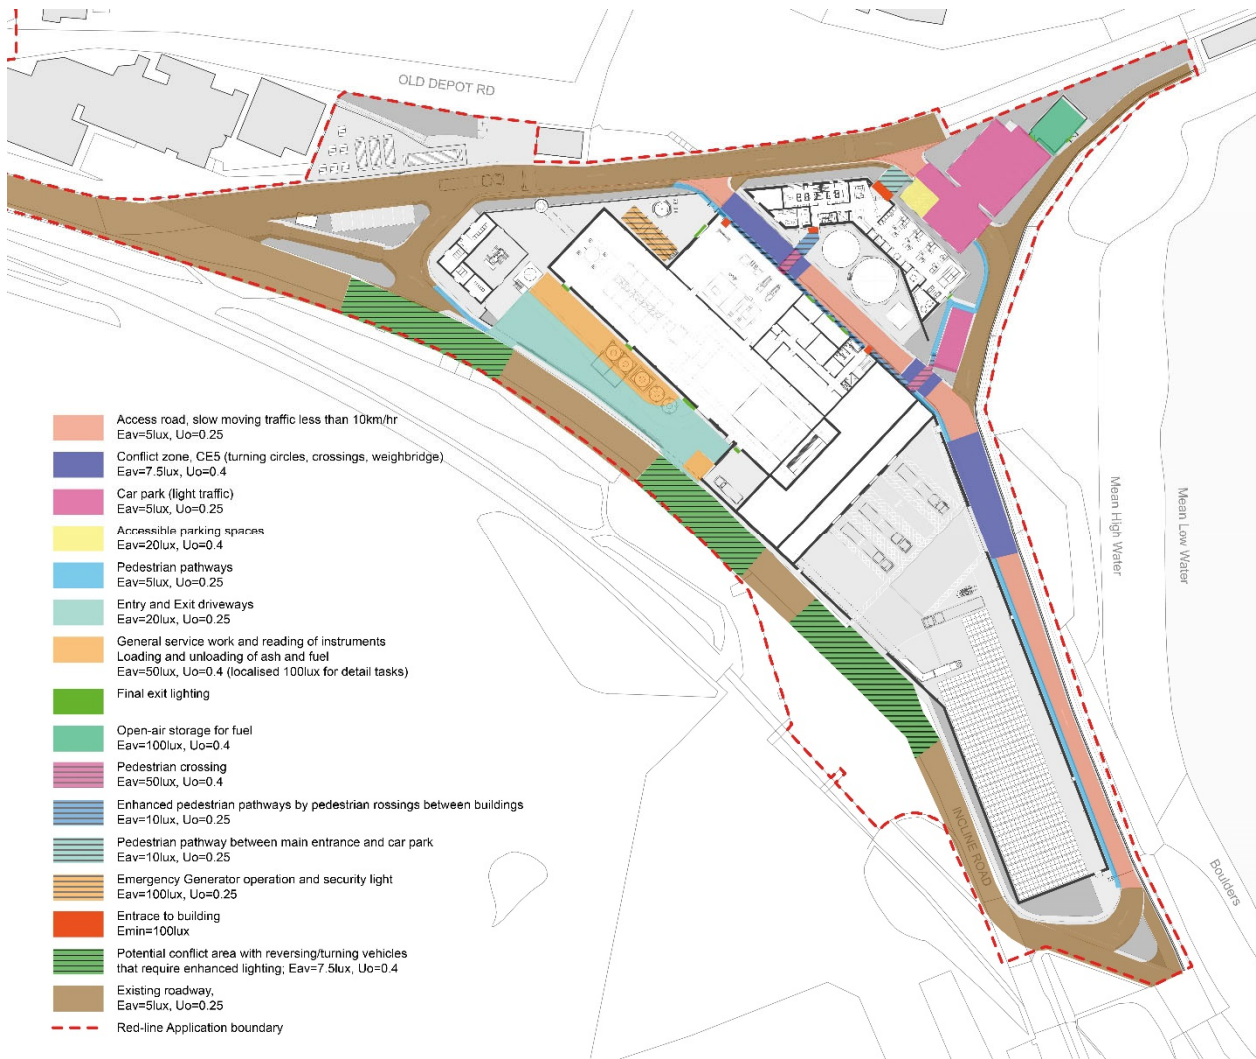 OLD DEPOT RD
Access road, slow moving traffic less than 10km/hr
Eav=5lux, Uo=0.25
Conflict zone, CE5 (turning circles, crossings, weighbridge)
Eav=7.5lux, Uo=0.4
Car park (light traffic)
Eav=5lux, Uo=0.25
Accessible parking spaces
Eav=20lux, Uo=0.4
Pedestrian pathways
Eav=5lux, Uo=0.25
Entry and Exit driveways
Eav=20lux, Uo=0.25
General service work and reading of instruments
Loading and unloading of ash and fuel
Eav=50lux, Uo=0.4 (localised 100lux for detail tasks)
Final exit lighting
Open-air storage for fuel
Eav=100lux, Uo=0.4
Pedestrian crossing
Eav=50lux, Uo=0.4
Enhanced pedestrian pathways by pedestrian rossings between buildings
Eav=10lux, Uo=0.25
Pedestrian pathway between main entrance and car park
Eav=10lux, Uo=0.25
Emergency Generator operation and security light
Eav=100lux, Uo=0.25
Entrace to building
Emin=100lux
Potential conflict area with reversing/turning vehicles
that require enhanced lighting; Eav=7.5lux, Uo=0.4
Existing roadway,
Eav=5lux, Uo=0.25
Red-line Application boundary
Mean High Water
Mean Low Water
INCLINE ROAD
Boulders